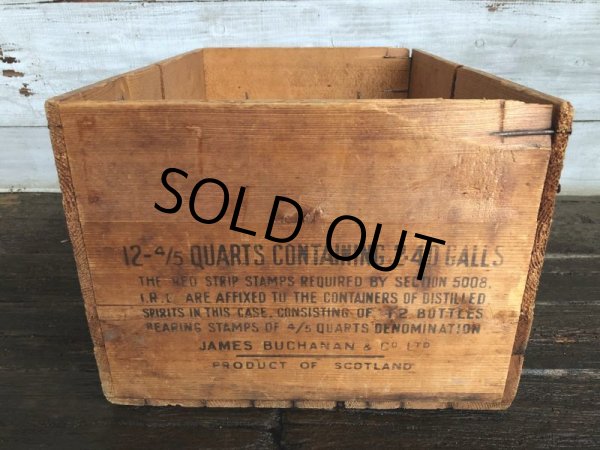 SOLD OUT
12-4/5 QUARTS CONTAINING 2·40 GALLS
THE RED STRIP STAMPS REQUIRED BY SECTION 5008,
I.R.C. ARE AFFIXED TO THE CONTAINERS OF DISTILLED
SPIRITS IN THIS CASE, CONSISTING OF 12 BOTTLES
BEARING STAMPS OF 4/5 QUARTS DENOMINATION
JAMES BUCHANAN & CO LTD
PRODUCT OF SCOTLAND